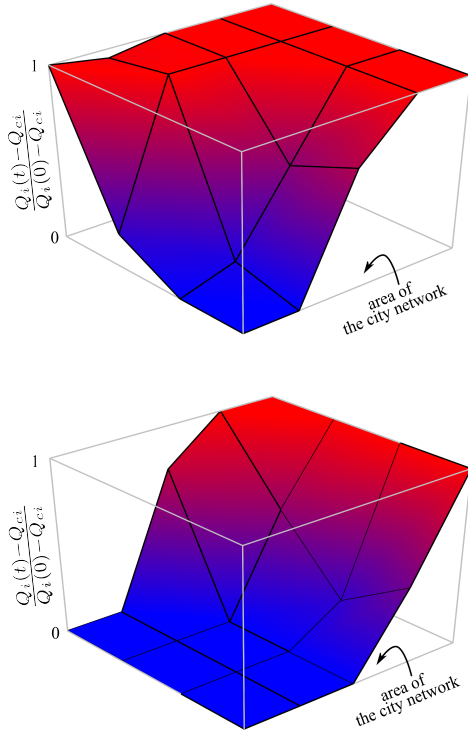 1
Q_i(t)−Q_ci
Q_i(0)−Q_ci
0
area of
the city network
1
Q_i(t)−Q_ci
Q_i(0)−Q_ci
0
area of
the city network